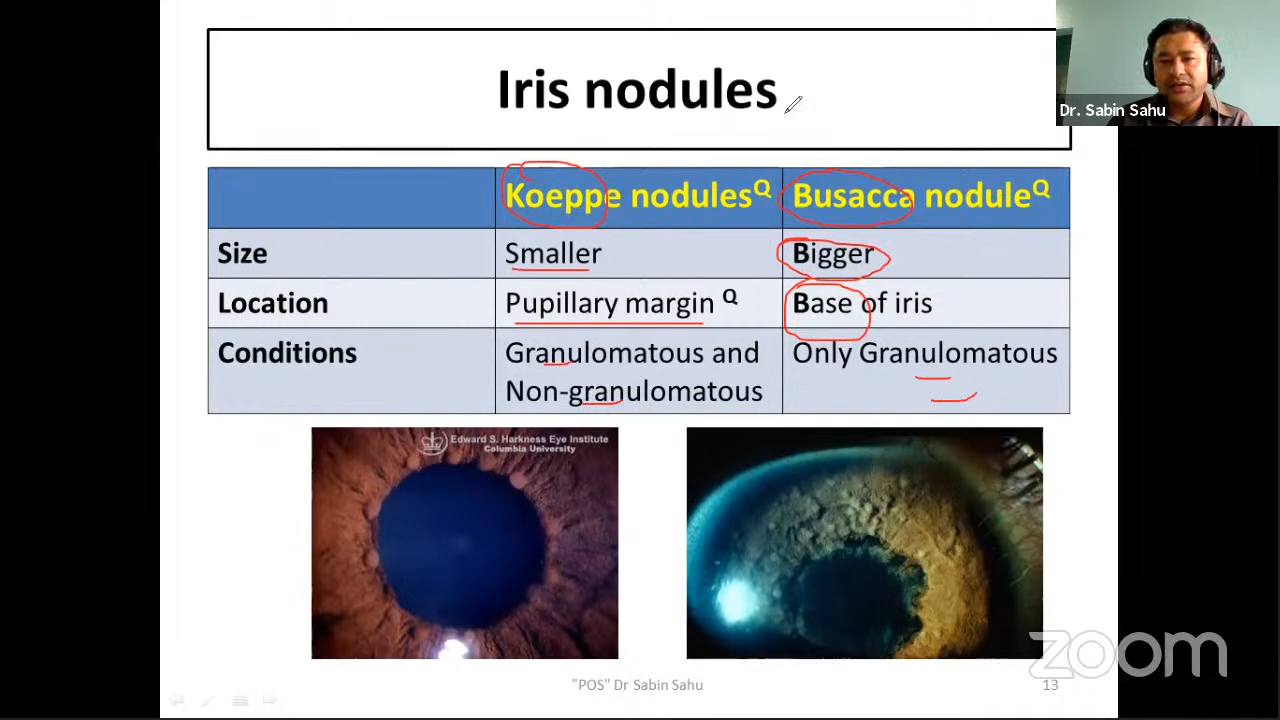 Iris nodules
Dr. Sabin Sahu
Koeppe nodulesQ Busacca noduleQ
Size Smaller Bigger
Location Pupillary margin Q Base of iris
Conditions Granulomatous and Only Granulomatous
Non-granulomatous
Edward S. Harkness Eye Institute
Columbia University
zoom
"POS" Dr Sabin Sahu 13